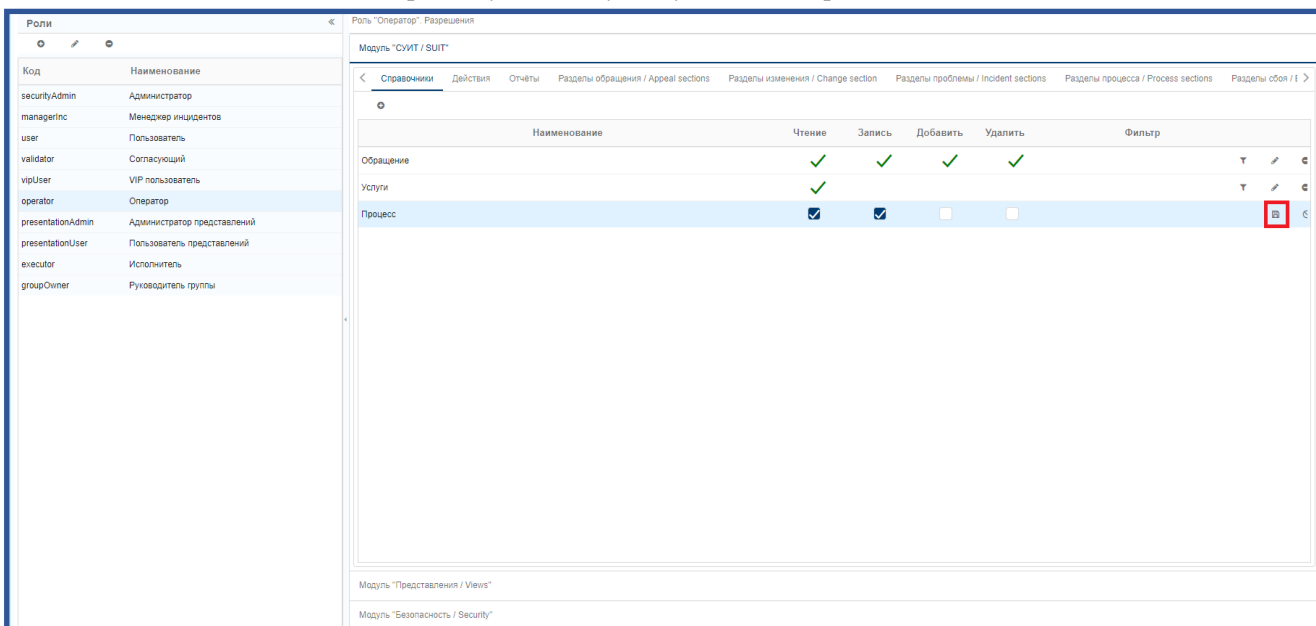 Роли
Код Наименование
securityAdmin Администратор
managerInc Менеджер инцидентов
user Пользователь
validator Согласующий
vipUser VIP пользователь
operator Оператор
presentationAdmin Администратор представлений
presentationUser Пользователь представлений
executor Исполнитель
groupOwner Руководитель группы
Роль "Оператор". Разрешения
Модуль "СУИТ / SUIT"
Справочники Действия Отчёты Разделы обращения / Appeal sections Разделы изменения / Change section Разделы проблемы / Incident sections Разделы процесса / Process sections Разделы сбоя /
Наименование Чтение Запись Добавить Удалить Фильтр
Обращение
Услуги
Процесс
Модуль "Представления / Views"
Модуль "Безопасность / Security"